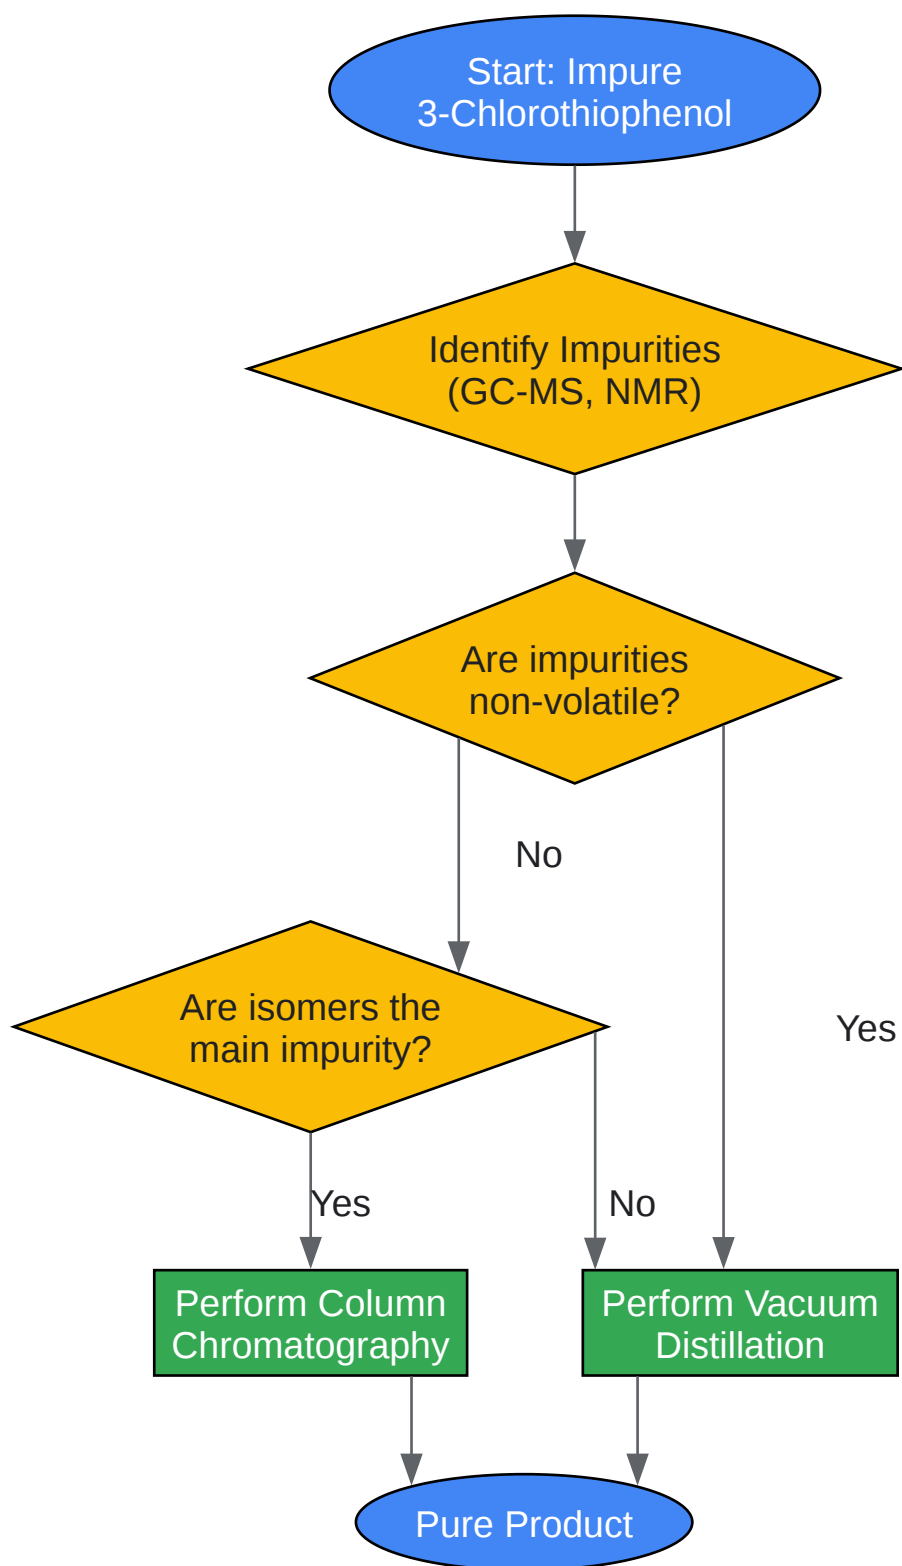 Start: Impure
3-Chlorothiophenol
Identify Impurities
(GC-MS, NMR)
Are impurities
non-volatile?
No
Are isomers the
main impurity?
Yes
Yes
No
Perform Column
Chromatography
Perform Vacuum
Distillation
Pure Product